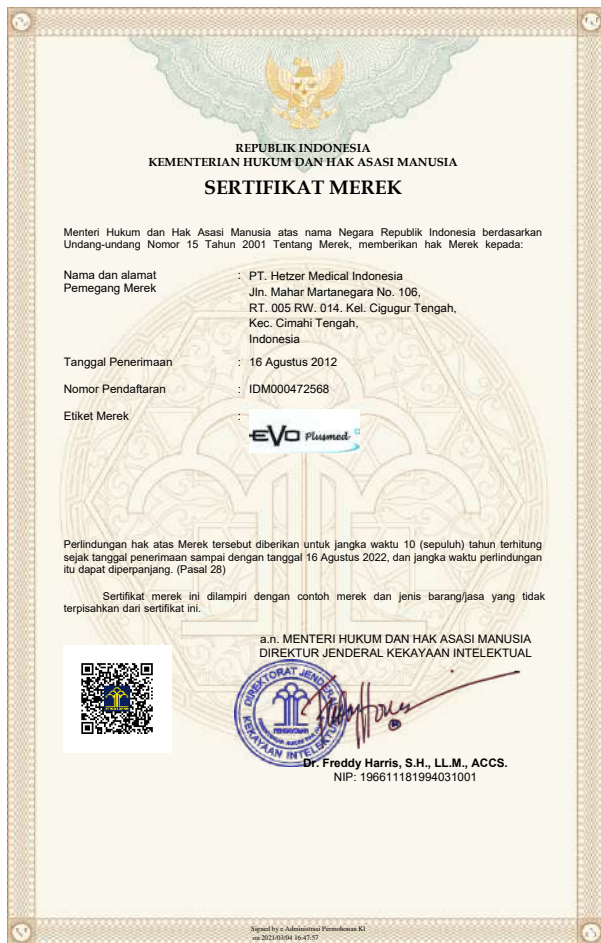 REPUBLIK INDONESIA
KEMENTERIAN HUKUM DAN HAK ASASI MANUSIA
SERTIFIKAT MEREK
Menteri Hukum dan Hak Asasi Manusia atas nama Negara Republik Indonesia berdasarkan
Undang-undang Nomor 15 Tahun 2001 Tentang Merek, memberikan hak Merek kepada:
Nama dan alamat : PT. Hetzer Medical Indonesia
Pemegang Merek Jln. Mahar Martanegara No. 106,
RT. 005 RW. 014. Kel. Cigugur Tengah,
Kec. Cimahi Tengah,
Indonesia
Tanggal Penerimaan : 16 Agustus 2012
Nomor Pendaftaran : IDM000472568
Etiket Merek :
EVO Plusmed
Perlindungan hak atas Merek tersebut diberikan untuk jangka waktu 10 (sepuluh) tahun terhitung
sejak tanggal penerimaan sampai dengan tanggal 16 Agustus 2022, dan jangka waktu perlindungan
itu dapat diperpanjang. (Pasal 28)
Sertifikat merek ini dilampiri dengan contoh merek dan jenis barang/jasa yang tidak
terpisahkan dari sertifikat ini.
a.n. MENTERI HUKUM DAN HAK ASASI MANUSIA
DIREKTUR JENDERAL KEKAYAAN INTELEKTUAL
DIREKTORAT JENDERAL
PENGAYOMAN
KEKAYAAN INTELEKTUAL
Dr. Freddy Harris, S.H., LL.M., ACCS.
NIP: 196611181994031001
Signed by e Administrasi Permohonan KI
on 2021/03/04 16:47:57